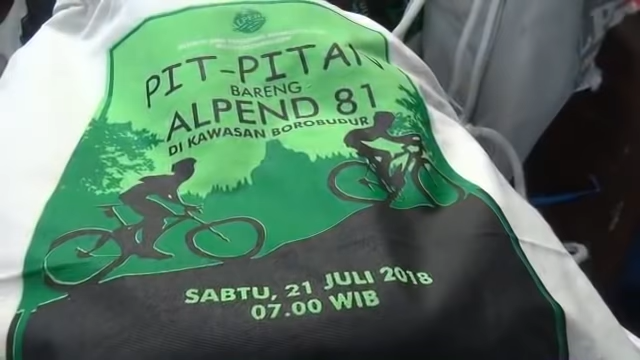 PIT-PITAN
BARENG
ALPEND 81
DI KAWASAN BOROBUDUR
SABTU, 21 JULI 2018
07.00 WIB